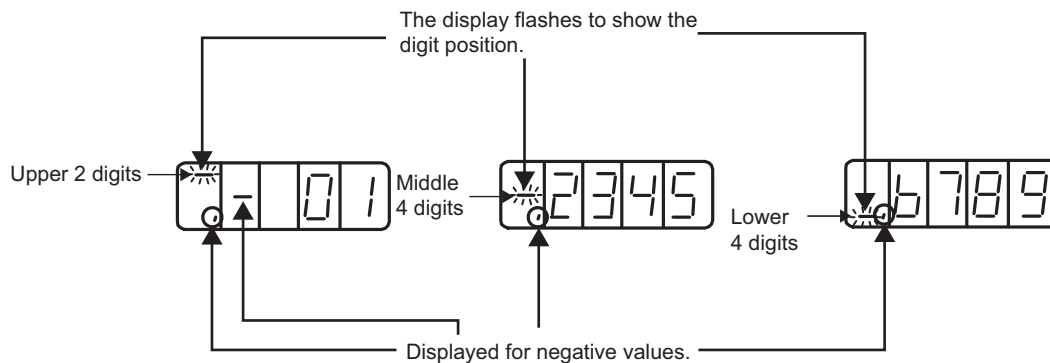 The display flashes to show the
digit position.
Upper 2 digits
- 01
Middle
4 digits
2345
Lower
4 digits
6789
Displayed for negative values.